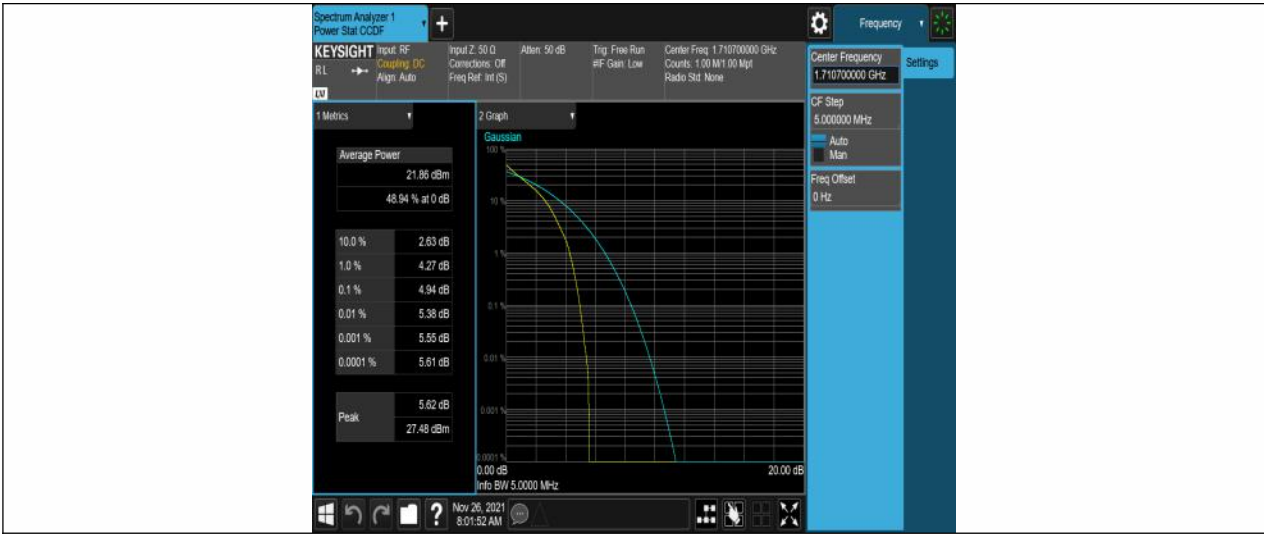 Spectrum Analyzer 1
Power Stat CCDF
Frequency
KEYSIGHT
Input: RF
Coupling: DC
Align: Auto
Input Z: 50 Ω
Corrections: Off
Freq Ref: Int (S)
Atten: 50 dB
Trig: Free Run
#IF Gain: Low
Center Freq: 1.710700000 GHz
Counts: 1.00 M/1.00 Mpt
Radio Std: None
R L
LXI
Center Frequency
1.710700000 GHz
Settings
CF Step
5.000000 MHz
Auto
Man
Freq Offset
0 Hz
1 Metrics
Average Power
21.86 dBm
48.94 % at 0 dB
10.0 % 2.63 dB
1.0 % 4.27 dB
0.1 % 4.94 dB
0.01 % 5.38 dB
0.001 % 5.55 dB
0.0001 % 5.61 dB
Peak
5.62 dB
27.48 dBm
2 Graph
Gaussian
100 %
10 %
1 %
0.1 %
0.01 %
0.001 %
0.0001 %
0.00 dB
20.00 dB
Info BW 5.0000 MHz
?
Nov 26, 2021
8:01:52 AM